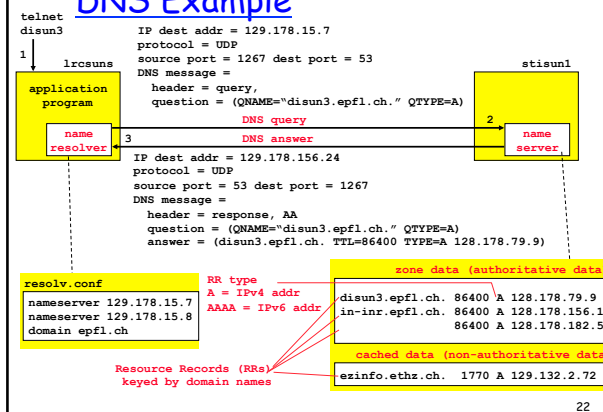 DNS Example
telnet
disun3
1
lrcsuns
application
program
name
resolver
IP dest addr = 129.178.15.7
protocol = UDP
source port = 1267 dest port = 53
DNS message =
header = query,
question = (QNAME="disun3.epfl.ch." QTYPE=A)
DNS query
2
3
DNS answer
stisun1
name
server
IP dest addr = 129.178.156.24
protocol = UDP
source port = 53 dest port = 1267
DNS message =
header = response, AA
question = (QNAME="disun3.epfl.ch." QTYPE=A)
answer = (disun3.epfl.ch. TTL=86400 TYPE=A 128.178.79.9)
resolv.conf
nameserver 129.178.15.7
nameserver 129.178.15.8
domain epfl.ch
RR type
A = IPv4 addr
AAAA = IPv6 addr
Resource Records (RRs)
keyed by domain names
zone data (authoritative data
disun3.epfl.ch. 86400 A 128.178.79.9
in-inr.epfl.ch. 86400 A 128.178.156.1
86400 A 128.178.182.5
cached data (non-authoritative data
ezinfo.ethz.ch. 1770 A 129.132.2.72
22